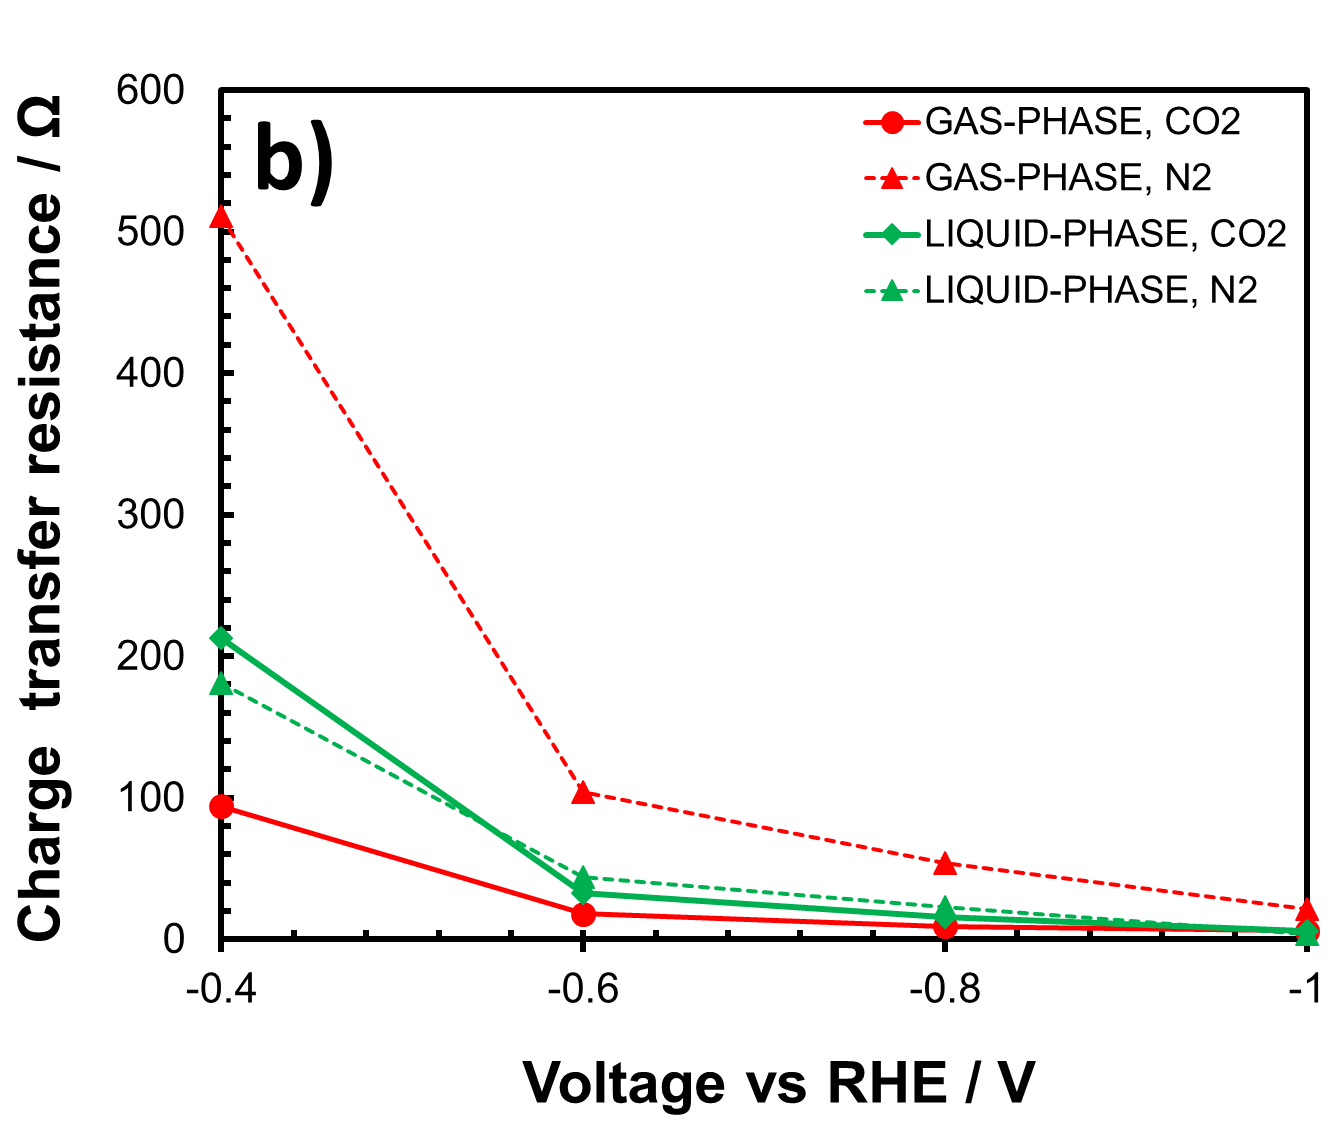 b)
GAS-PHASE, CO2
GAS-PHASE, N2
LIQUID-PHASE, CO2
LIQUID-PHASE, N2
Charge transfer resistance / Ω
600
500
400
300
200
100
0
-0.4 -0.6 -0.8 -1
Voltage vs RHE / V